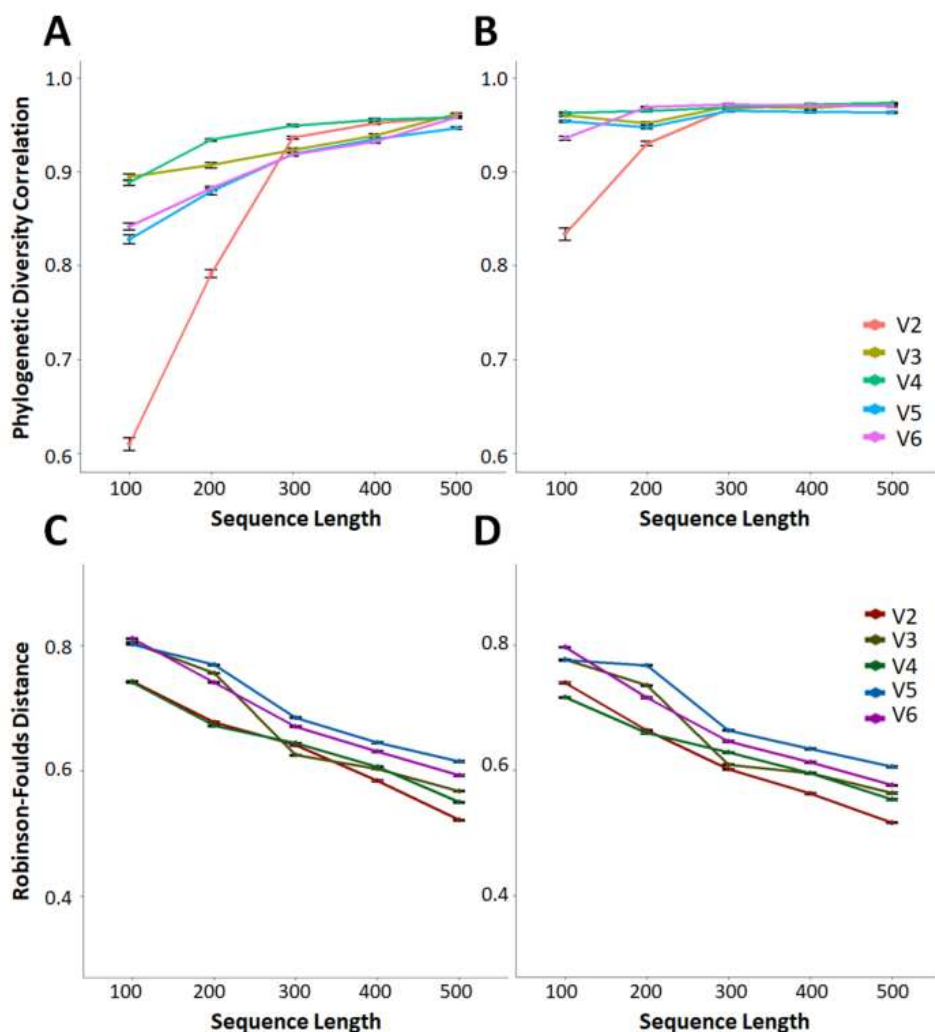 A
B
Phylogenetic Diversity Correlation
1.0
0.9
0.8
0.7
0.6
100 200 300 400 500
Sequence Length
1.0
0.9
0.8
0.7
0.6
V2
V3
V4
V5
V6
100 200 300 400 500
Sequence Length
C
D
Robinson-Foulds Distance
0.8
0.6
0.4
100 200 300 400 500
Sequence Length
0.8
0.6
0.4
V2
V3
V4
V5
V6
100 200 300 400 500
Sequence Length